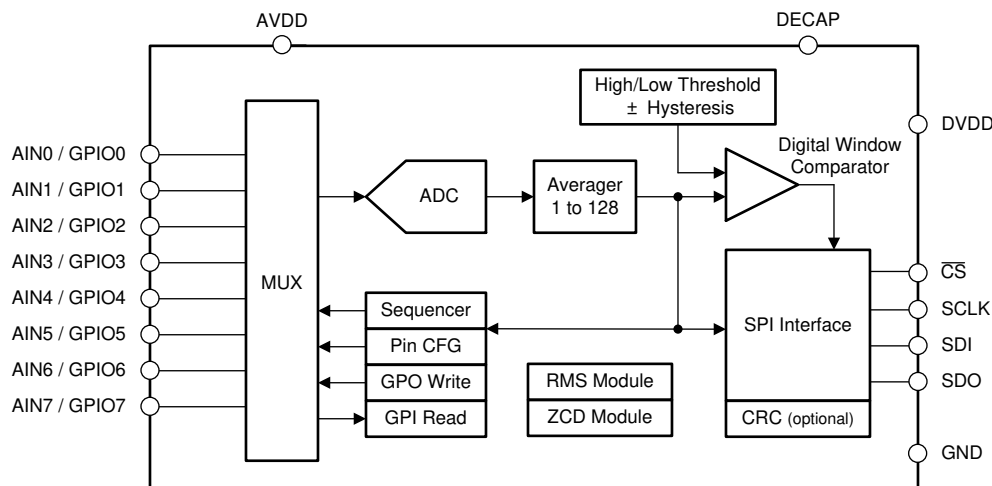 AVDD
DECAP
High/Low Threshold
± Hysteresis
DVDD
Digital Window
Comparator
AIN0 / GPIO0
AIN1 / GPIO1
AIN2 / GPIO2
AIN3 / GPIO3
AIN4 / GPIO4
AIN5 / GPIO5
AIN6 / GPIO6
AIN7 / GPIO7
MUX
ADC
Averager
1 to 128
Sequencer
Pin CFG
GPO Write
GPI Read
RMS Module
ZCD Module
SPI Interface
CRC (optional)
CS
SCLK
SDI
SDO
GND